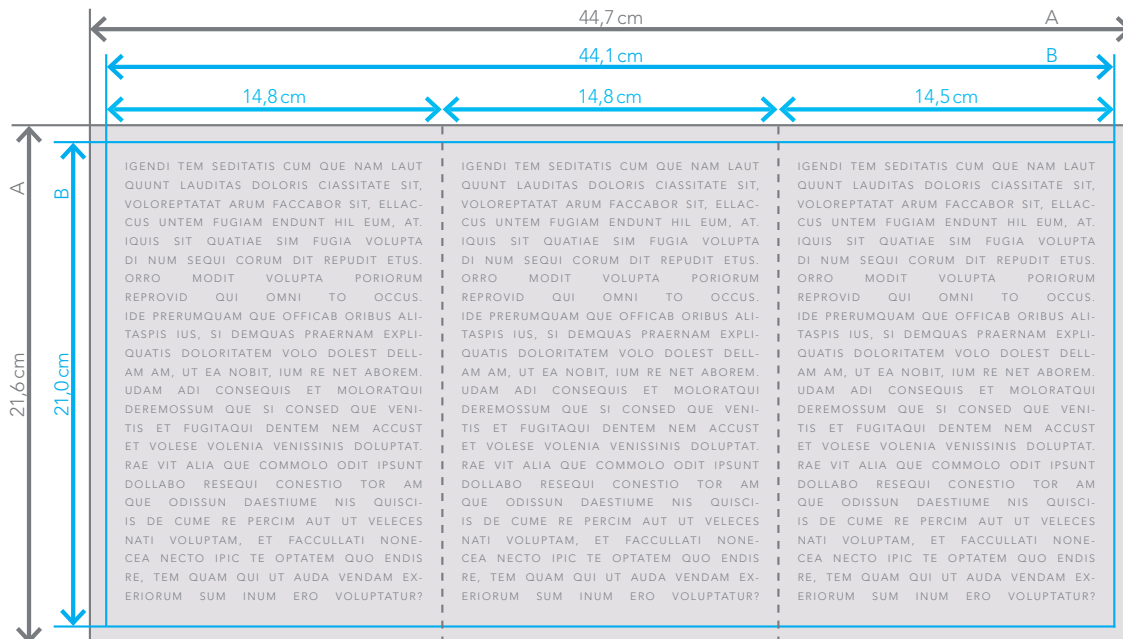 44,7 cm A
44,1 cm B
14,8 cm 14,8 cm 14,5 cm
A
B
21,6 cm
21,0 cm
IGENDI TEM SEDITATIS CUM QUE NAM LAUT
QUUNT LAUDITAS DOLORIS CIASSITATE SIT,
VOLOREPTATAT ARUM FACCABOR SIT, ELLAC-
CUS UNTEM FUGIAM ENDUNT HIL EUM, AT.
IQUIS SIT QUATIAE SIM FUGIA VOLUPTA
DI NUM SEQUI CORUM DIT REPUDIT ETUS.
ORRO MODIT VOLUPTA PORIORUM
REPROVID QUI OMNI TO OCCUS.
IDE PRERUMQUAM QUE OFFICAB ORIBUS ALI-
TASPIS IUS, SI DEMQUAS PRAERNAM EXPLI-
QUATIS DOLORITATEM VOLO DOLEST DELL-
AM AM, UT EA NOBIT, IUM RE NET ABOREM.
UDAM ADI CONSEQUIS ET MOLORATQUI
DEREMOSSUM QUE SI CONSED QUE VENI-
TIS ET FUGITAQUI DENTEM NEM ACCUST
ET VOLESE VOLENIA VENISSINIS DOLUPTAT.
RAE VIT ALIA QUE COMMOLO ODIT IPSUNT
DOLLABO RESEQUI CONESTIO TOR AM
QUE ODISSUN DAESTIUME NIS QUISCI-
IS DE CUME RE PERCIM AUT UT VELECES
NATI VOLUPTAM, ET FACCULLATI NONE-
CEA NECTO IPIC TE OPTATEM QUO ENDIS
RE, TEM QUAM QUI UT AUDA VENDAM EX-
ERIORUM SUM INUM ERO VOLUPTATUR?
IGENDI TEM SEDITATIS CUM QUE NAM LAUT
QUUNT LAUDITAS DOLORIS CIASSITATE SIT,
VOLOREPTATAT ARUM FACCABOR SIT, ELLAC-
CUS UNTEM FUGIAM ENDUNT HIL EUM, AT.
IQUIS SIT QUATIAE SIM FUGIA VOLUPTA
DI NUM SEQUI CORUM DIT REPUDIT ETUS.
ORRO MODIT VOLUPTA PORIORUM
REPROVID QUI OMNI TO OCCUS.
IDE PRERUMQUAM QUE OFFICAB ORIBUS ALI-
TASPIS IUS, SI DEMQUAS PRAERNAM EXPLI-
QUATIS DOLORITATEM VOLO DOLEST DELL-
AM AM, UT EA NOBIT, IUM RE NET ABOREM.
UDAM ADI CONSEQUIS ET MOLORATQUI
DEREMOSSUM QUE SI CONSED QUE VENI-
TIS ET FUGITAQUI DENTEM NEM ACCUST
ET VOLESE VOLENIA VENISSINIS DOLUPTAT.
RAE VIT ALIA QUE COMMOLO ODIT IPSUNT
DOLLABO RESEQUI CONESTIO TOR AM
QUE ODISSUN DAESTIUME NIS QUISCI-
IS DE CUME RE PERCIM AUT UT VELECES
NATI VOLUPTAM, ET FACCULLATI NONE-
CEA NECTO IPIC TE OPTATEM QUO ENDIS
RE, TEM QUAM QUI UT AUDA VENDAM EX-
ERIORUM SUM INUM ERO VOLUPTATUR?
IGENDI TEM SEDITATIS CUM QUE NAM LAUT
QUUNT LAUDITAS DOLORIS CIASSITATE SIT,
VOLOREPTATAT ARUM FACCABOR SIT, ELLAC-
CUS UNTEM FUGIAM ENDUNT HIL EUM, AT.
IQUIS SIT QUATIAE SIM FUGIA VOLUPTA
DI NUM SEQUI CORUM DIT REPUDIT ETUS.
ORRO MODIT VOLUPTA PORIORUM
REPROVID QUI OMNI TO OCCUS.
IDE PRERUMQUAM QUE OFFICAB ORIBUS ALI-
TASPIS IUS, SI DEMQUAS PRAERNAM EXPLI-
QUATIS DOLORITATEM VOLO DOLEST DELL-
AM AM, UT EA NOBIT, IUM RE NET ABOREM.
UDAM ADI CONSEQUIS ET MOLORATQUI
DEREMOSSUM QUE SI CONSED QUE VENI-
TIS ET FUGITAQUI DENTEM NEM ACCUST
ET VOLESE VOLENIA VENISSINIS DOLUPTAT.
RAE VIT ALIA QUE COMMOLO ODIT IPSUNT
DOLLABO RESEQUI CONESTIO TOR AM
QUE ODISSUN DAESTIUME NIS QUISCI-
IS DE CUME RE PERCIM AUT UT VELECES
NATI VOLUPTAM, ET FACCULLATI NONE-
CEA NECTO IPIC TE OPTATEM QUO ENDIS
RE, TEM QUAM QUI UT AUDA VENDAM EX-
ERIORUM SUM INUM ERO VOLUPTATUR?